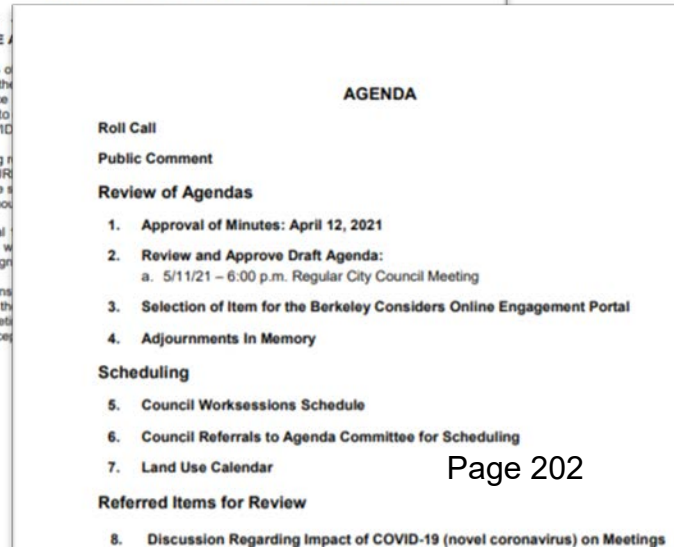 AGENDA
Roll Call
Public Comment
Review of Agendas
1. Approval of Minutes: April 12, 2021
2. Review and Approve Draft Agenda:
a. 5/11/21 – 6:00 p.m. Regular City Council Meeting
3. Selection of Item for the Berkeley Considers Online Engagement Portal
4. Adjournments In Memory
Scheduling
5. Council Worksessions Schedule
6. Council Referrals to Agenda Committee for Scheduling
7. Land Use Calendar
Page 202
Referred Items for Review
8. Discussion Regarding Impact of COVID-19 (novel coronavirus) on Meetings